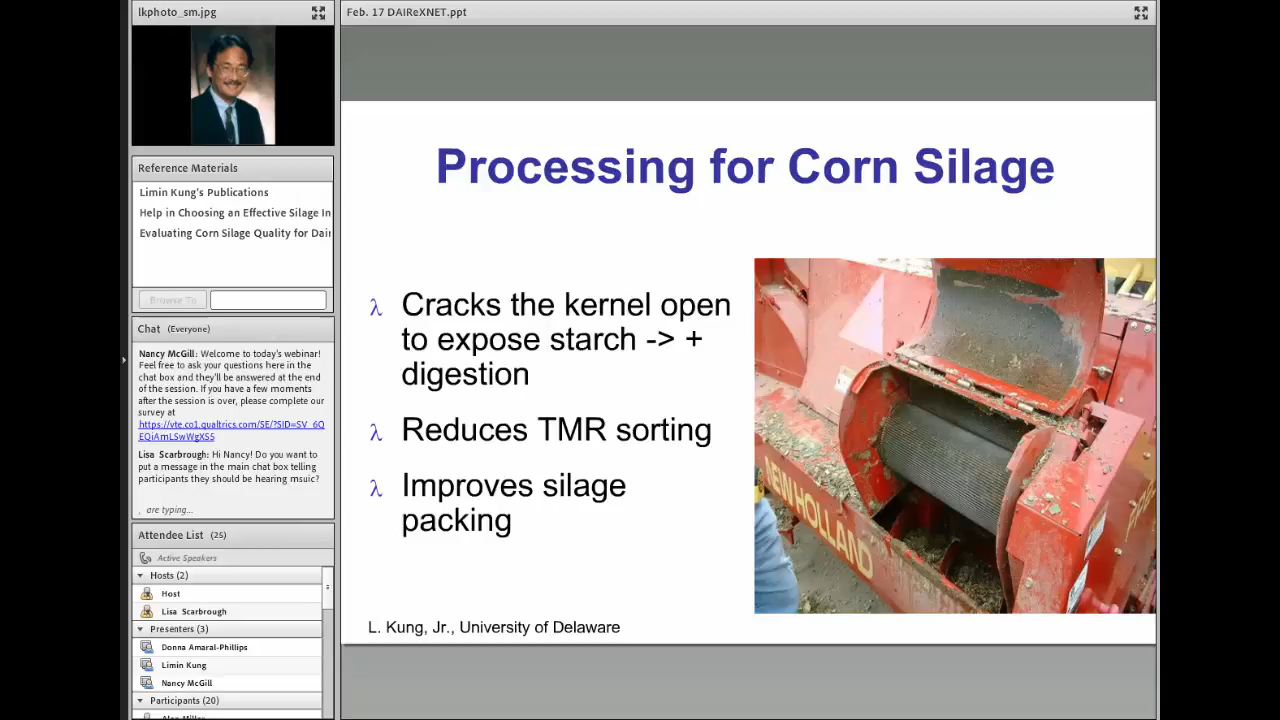 lkphoto_sm.jpg
Reference Materials
Limin Kung's Publications
Help in Choosing an Effective Silage In
Evaluating Corn Silage Quality for Dai
Browse To
Chat (Everyone)
Nancy McGill: Welcome to today's webinar!
Feel free to ask your questions here in the
chat box and they'll be answered at the end
of the session. If you have a few moments
after the session is over, please complete our
survey at
https://vte.co1.qualtrics.com/SE/?SID=SV_6Q
EQiAmLSwWgXS5
Lisa Scarbrough: Hi Nancy! Do you want to
put a message in the main chat box telling
participants they should be hearing msuic?
, are typing...
Attendee List (25)
Active Speakers
Hosts (2)
Host
Lisa Scarbrough
Presenters (3)
Donna Amaral-Phillips
Limin Kung
Nancy McGill
Participants (20)
Feb. 17 DAIReXNET.ppt
Processing for Corn Silage
λ Cracks the kernel open
to expose starch -> +
digestion
λ Reduces TMR sorting
λ Improves silage
packing
NEW HOLLAND
L. Kung, Jr., University of Delaware